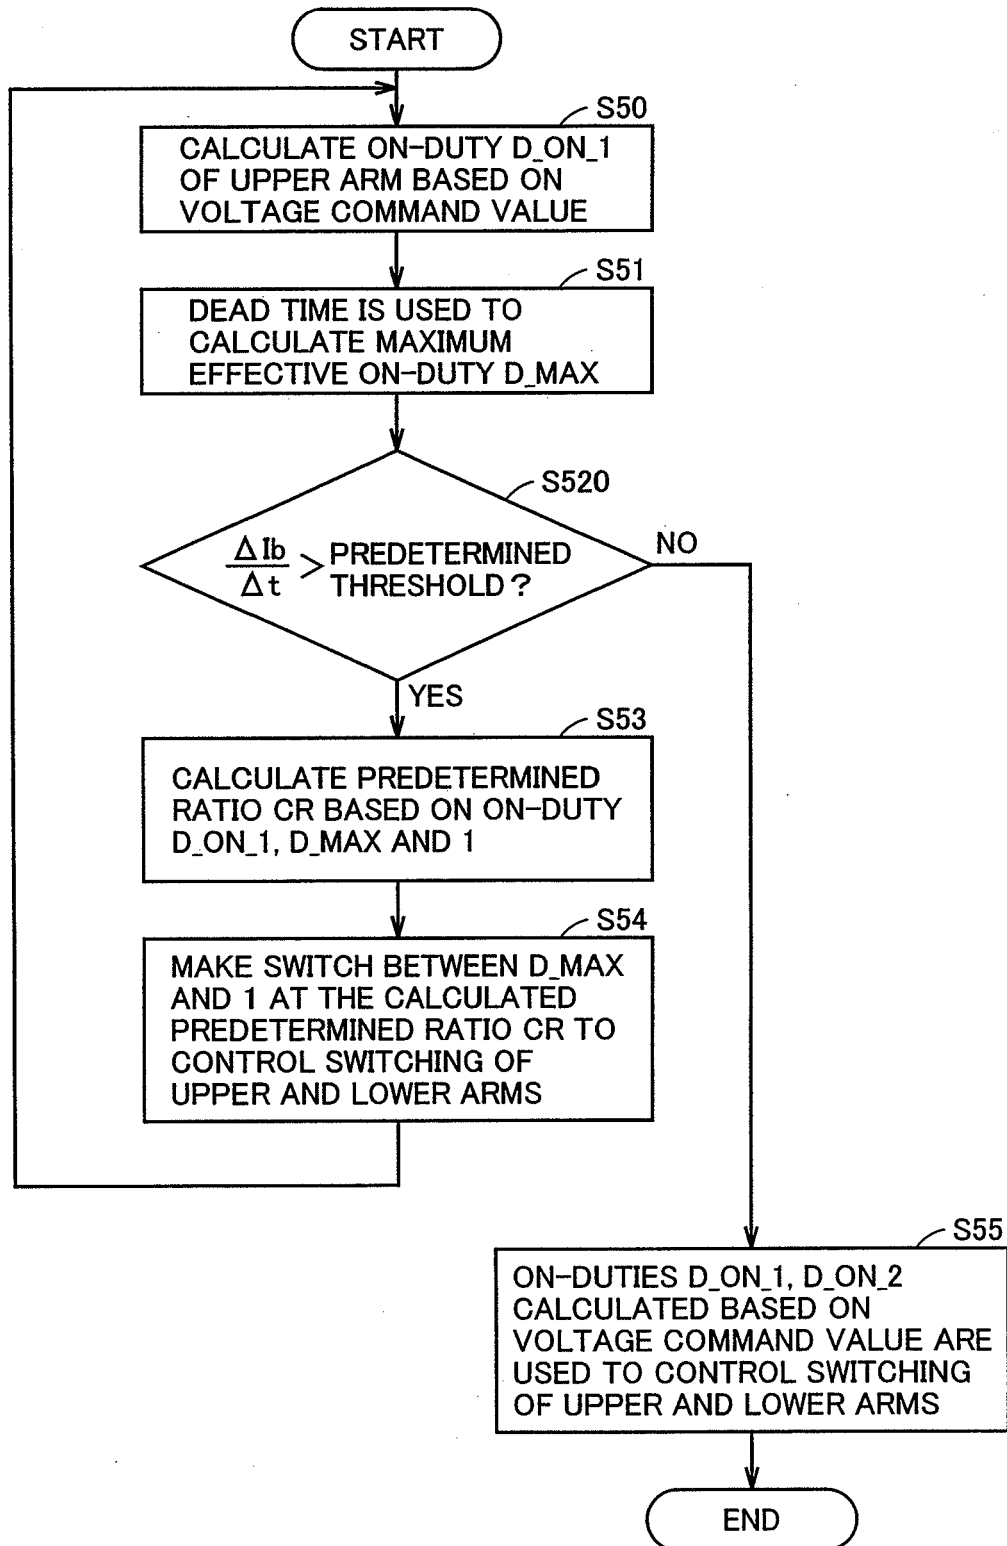 START
S50
CALCULATE ON-DUTY D_ON_1
OF UPPER ARM BASED ON
VOLTAGE COMMAND VALUE
S51
DEAD TIME IS USED TO
CALCULATE MAXIMUM
EFFECTIVE ON-DUTY D_MAX
S520
ΔIb
Δt
> PREDETERMINED
THRESHOLD?
NO
YES
S53
CALCULATE PREDETERMINED
RATIO CR BASED ON ON-DUTY
D_ON_1, D_MAX AND 1
S54
MAKE SWITCH BETWEEN D_MAX
AND 1 AT THE CALCULATED
PREDETERMINED RATIO CR TO
CONTROL SWITCHING OF
UPPER AND LOWER ARMS
S55
ON-DUTIES D_ON_1, D_ON_2
CALCULATED BASED ON
VOLTAGE COMMAND VALUE ARE
USED TO CONTROL SWITCHING
OF UPPER AND LOWER ARMS
END